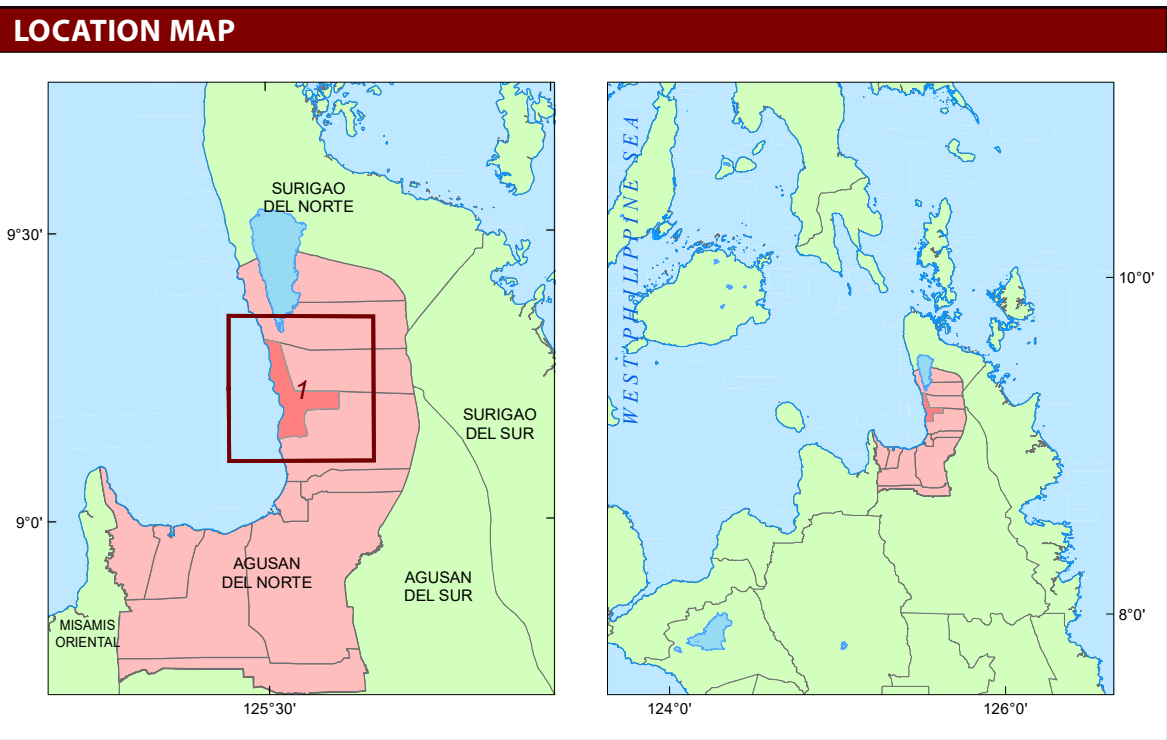 LOCATION MAP
SURIGAO
DEL NORTE
9°30'
1
SURIGAO
DEL SUR
9°0'
AGUSAN
DEL NORTE
AGUSAN
DEL SUR
MISAMIS
ORIENTAL
125°30'
WEST PHILIPPINE SEA
10°0'
8°0'
124°0'
126°0'